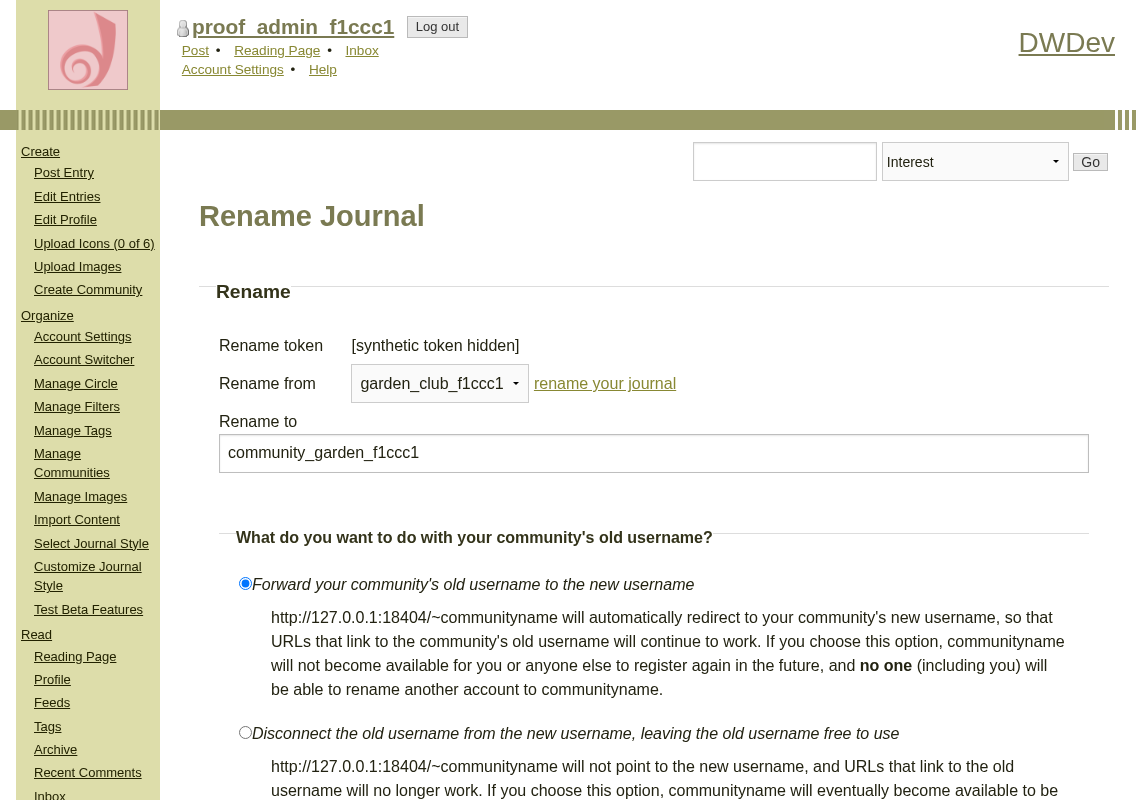 proof_admin_f1ccc1 Log out
Post • Reading Page • Inbox
Account Settings • Help
DWDev
Create
Post Entry
Edit Entries
Edit Profile
Upload Icons (0 of 6)
Upload Images
Create Community
Organize
Account Settings
Account Switcher
Manage Circle
Manage Filters
Manage Tags
Manage
Communities
Manage Images
Import Content
Select Journal Style
Customize Journal
Style
Test Beta Features
Read
Reading Page
Profile
Feeds
Tags
Archive
Recent Comments
Inbox
Interest Go
Rename Journal
Rename
Rename token [synthetic token hidden]
Rename from garden_club_f1ccc1 rename your journal
Rename to
community_garden_f1ccc1
What do you want to do with your community's old username?
Forward your community's old username to the new username
http://127.0.0.1:18404/~communityname will automatically redirect to your community's new username, so that
URLs that link to the community's old username will continue to work. If you choose this option, communityname
will not become available for you or anyone else to register again in the future, and no one (including you) will
be able to rename another account to communityname.
Disconnect the old username from the new username, leaving the old username free to use
http://127.0.0.1:18404/~communityname will not point to the new username, and URLs that link to the old
username will no longer work. If you choose this option, communityname will eventually become available to be